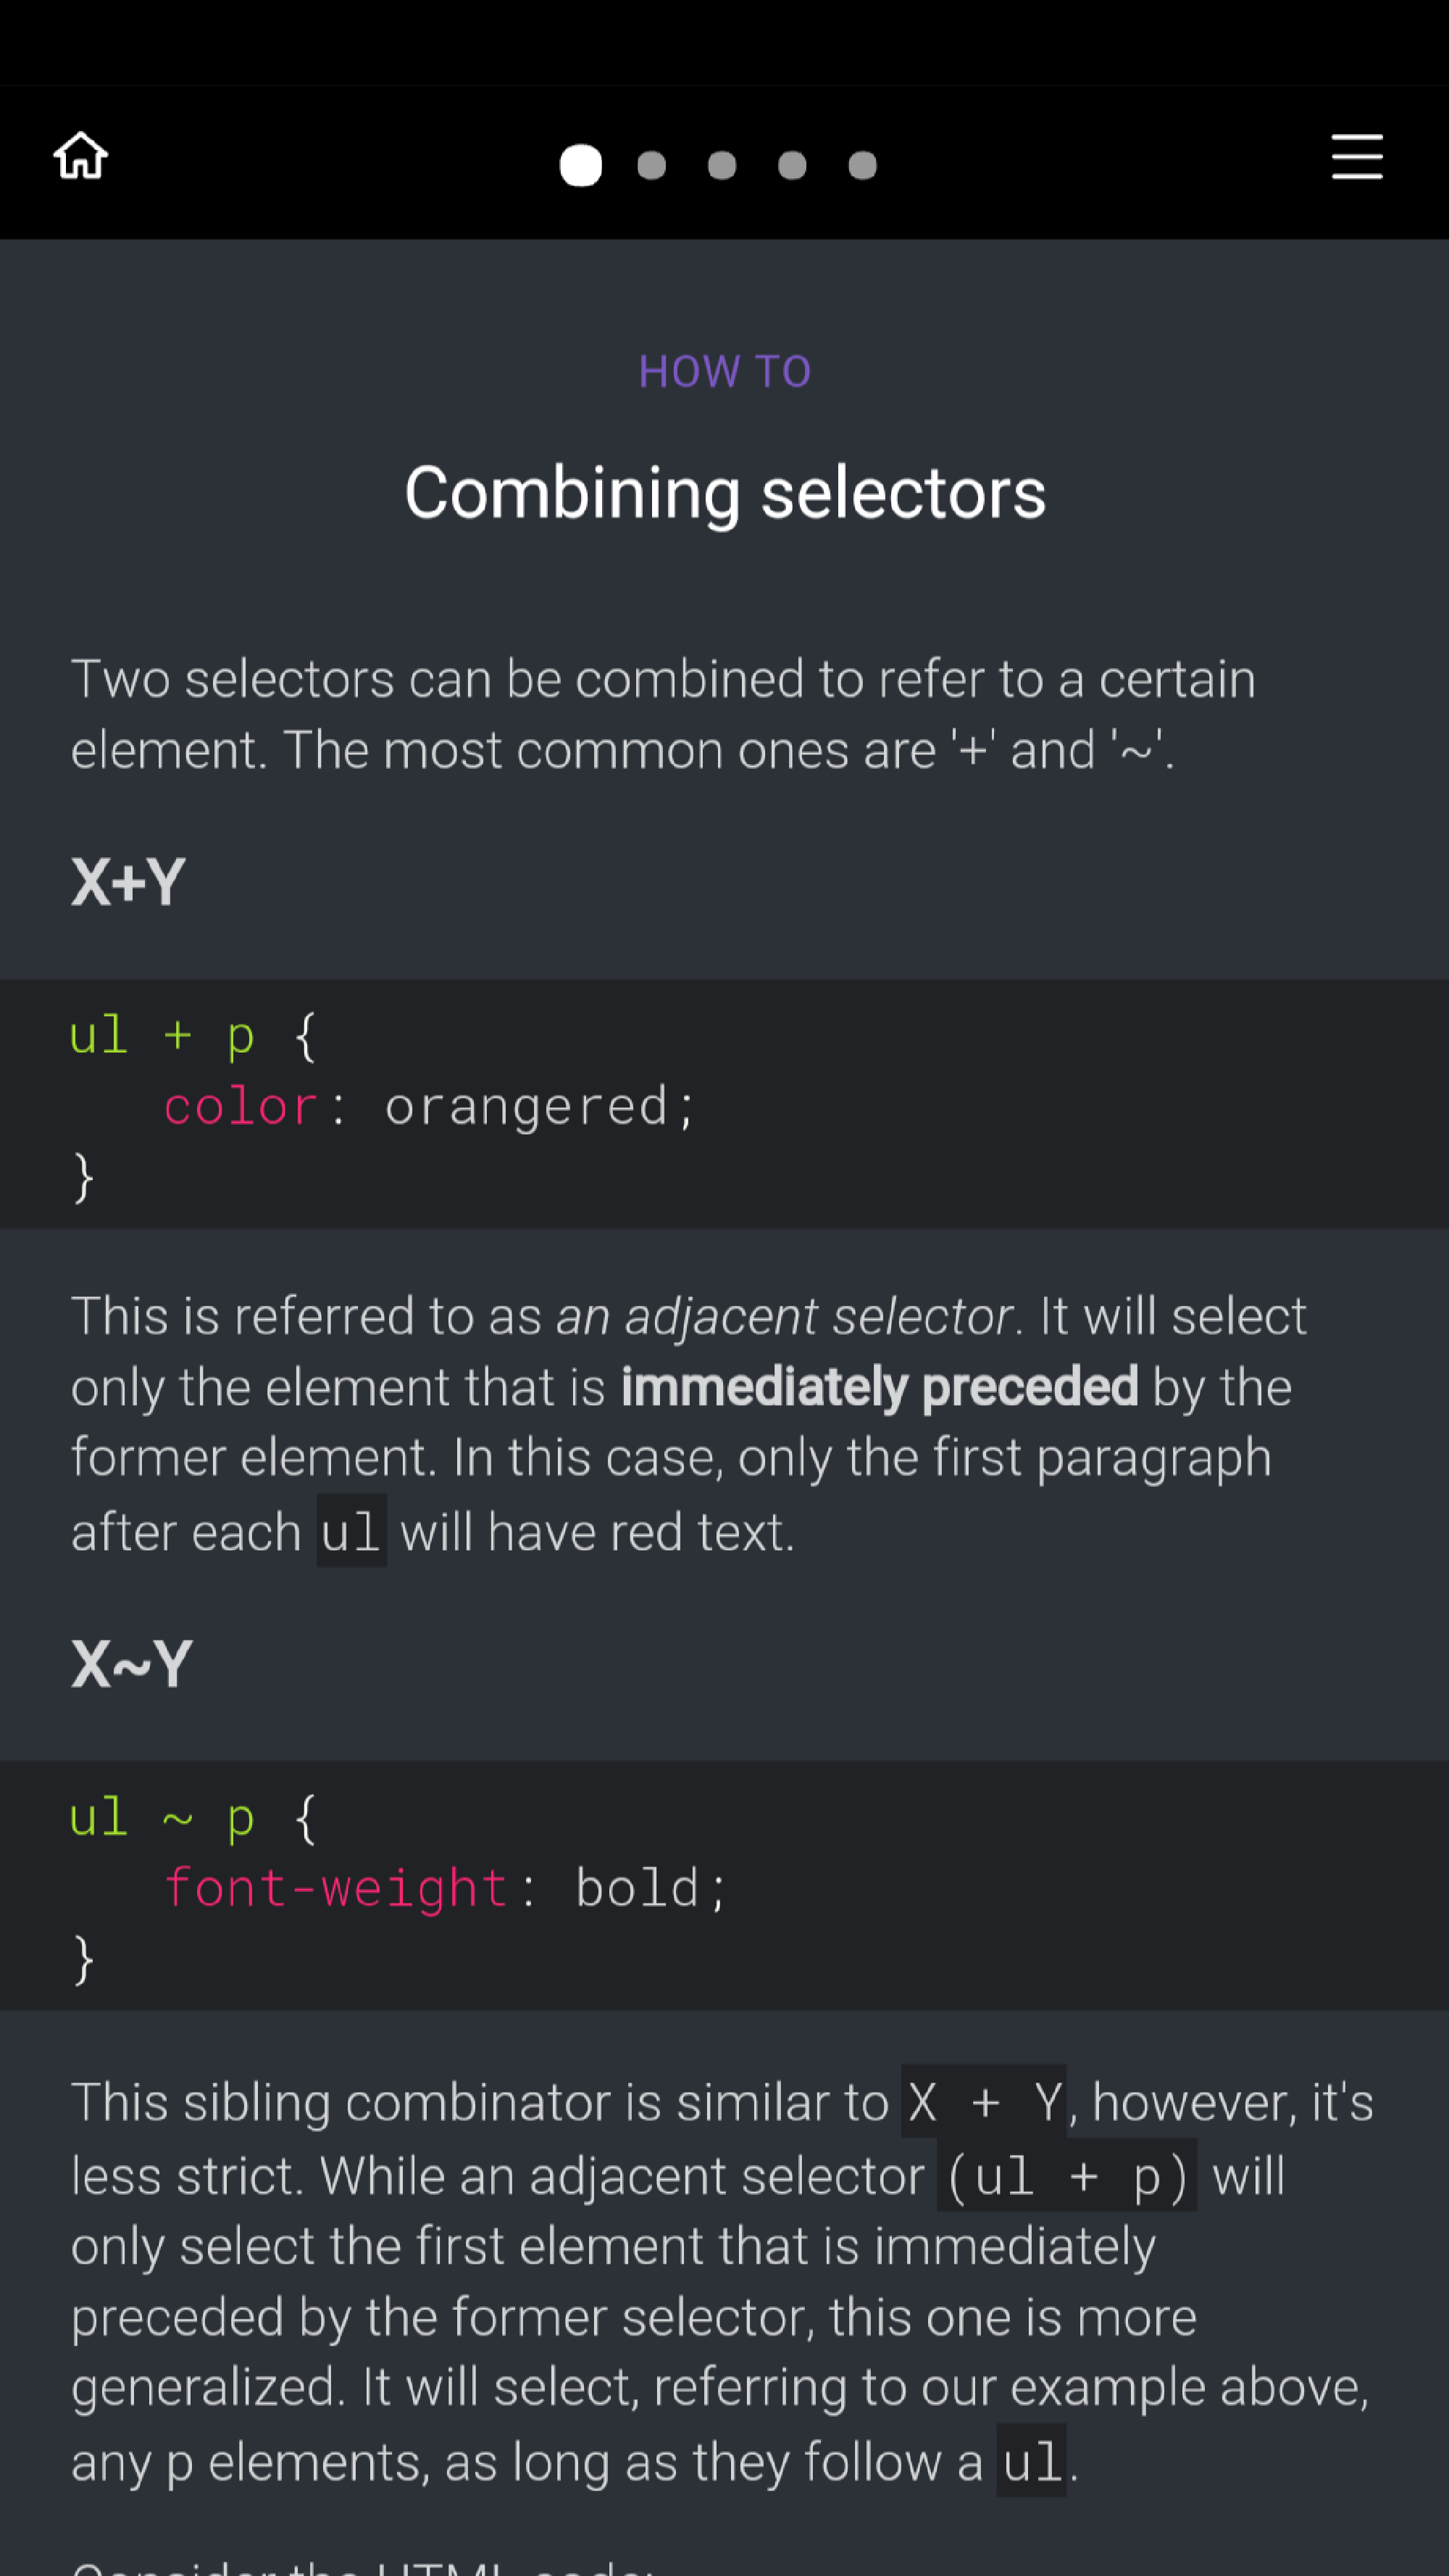 HOW TO
Combining selectors
Two selectors can be combined to refer to a certain
element. The most common ones are '+' and '~'.
X+Y
ul + p {
   color: orangered;
}
This is referred to as an adjacent selector. It will select
only the element that is immediately preceded by the
former element. In this case, only the first paragraph
after each ul will have red text.
X~Y
ul ~ p {
   font-weight: bold;
}
This sibling combinator is similar to X + Y, however, it's
less strict. While an adjacent selector (ul + p) will
only select the first element that is immediately
preceded by the former selector, this one is more
generalized. It will select, referring to our example above,
any p elements, as long as they follow a ul.
Consider the HTML code: